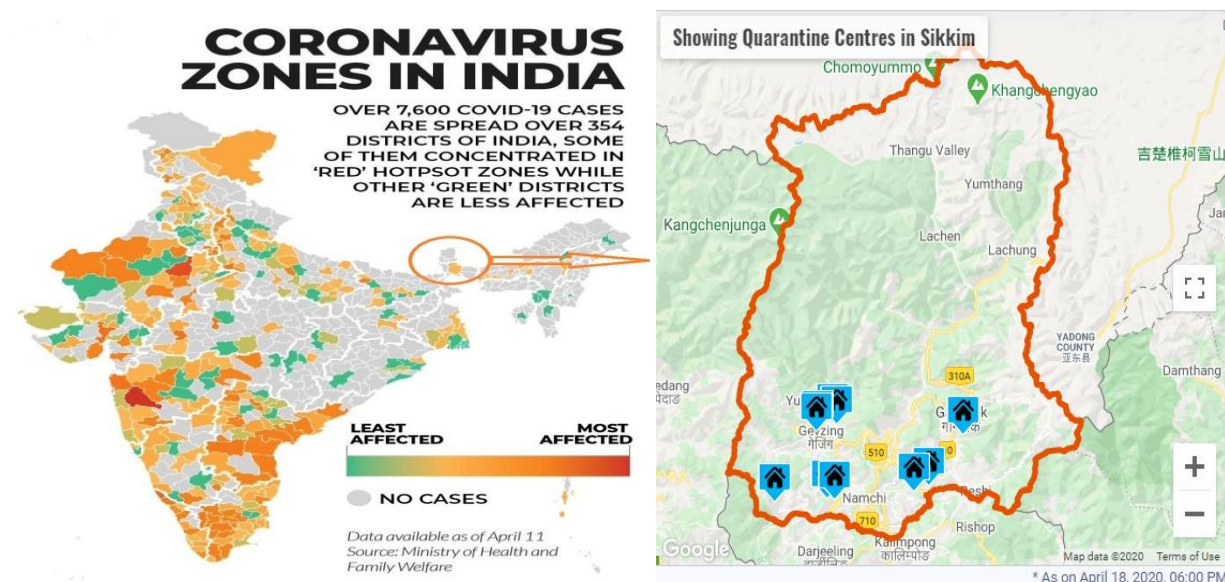 CORONAVIRUS
ZONES IN INDIA
OVER 7,600 COVID-19 CASES
ARE SPREAD OVER 354
DISTRICTS OF INDIA, SOME
OF THEM CONCENTRATED IN
‘RED’ HOTPSOT ZONES WHILE
OTHER ‘GREEN’ DISTRICTS
ARE LESS AFFECTED
LEAST
AFFECTED
MOST
AFFECTED
NO CASES
Data available as of April 11
Source: Ministry of Health and
Family Welfare
Showing Quarantine Centres in Sikkim
Chomoyummo
Khangchengyao
Thangu Valley
吉楚椎柯雪山
Yumthang
Kangchenjunga
Lachen
Lachung
YADONG
COUNTY
亚东县
Damthang
310A
Geyzing
गेजिंग
510
Namchi
Rishop
710
Kalimpong
कालिम्पोङ
Darjeeling
Google
Map data ©2020
Terms of Use
* As on April 18, 2020, 06:00 PM